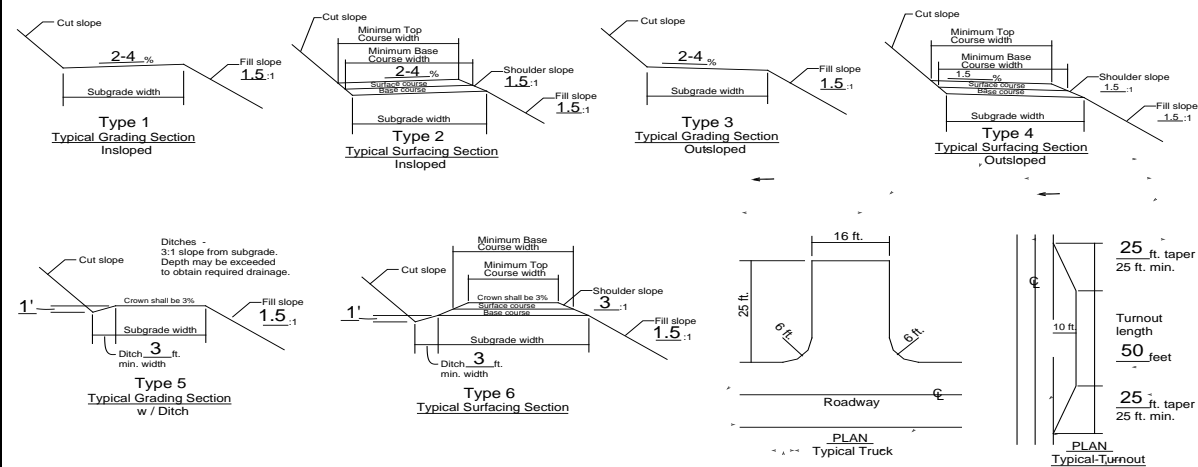 Cut slope
2-4 %
Fill slope
1.5 :1
Subgrade width
Type 1
Typical Grading Section
Insloped
Cut slope
Minimum Top
Course width
Minimum Base
Course width
2-4 %
Surface course
Base course
Shoulder slope
1.5 :1
Fill slope
1.5 :1
Subgrade width
Type 2
Typical Surfacing Section
Insloped
Cut slope
2-4 %
Fill slope
1.5 :1
Subgrade width
Type 3
Typical Grading Section
Outsloped
Cut slope
Minimum Top
Course width
Minimum Base
Course width
1.5 %
Surface course
Base course
Shoulder slope
1.5 :1
Fill slope
1.5 :1
Subgrade width
Type 4
Typical Surfacing Section
Outsloped
Ditches -
3:1 slope from subgrade.
Depth may be exceeded
to obtain required drainage.
Cut slope
1'
Crown shall be 3%
Fill slope
1.5 :1
Subgrade width
Ditch 3 ft.
min. width
Type 5
Typical Grading Section
w / Ditch
Minimum Base
Course width
Cut slope
Minimum Top
Course width
Shoulder slope
3 :1
Crown shall be 3%
Surface course
Base course
1'
Fill slope
1.5 :1
Subgrade width
Ditch 3 ft.
min. width
Type 6
Typical Surfacing Section
16 ft.
25 ft.
6 ft.
6 ft.
Roadway
℄
PLAN
Typical Truck
25 ft. taper
25 ft. min.
℄
10 ft.
Turnout
length
50 feet
25 ft. taper
25 ft. min.
PLAN
Typical Turnout